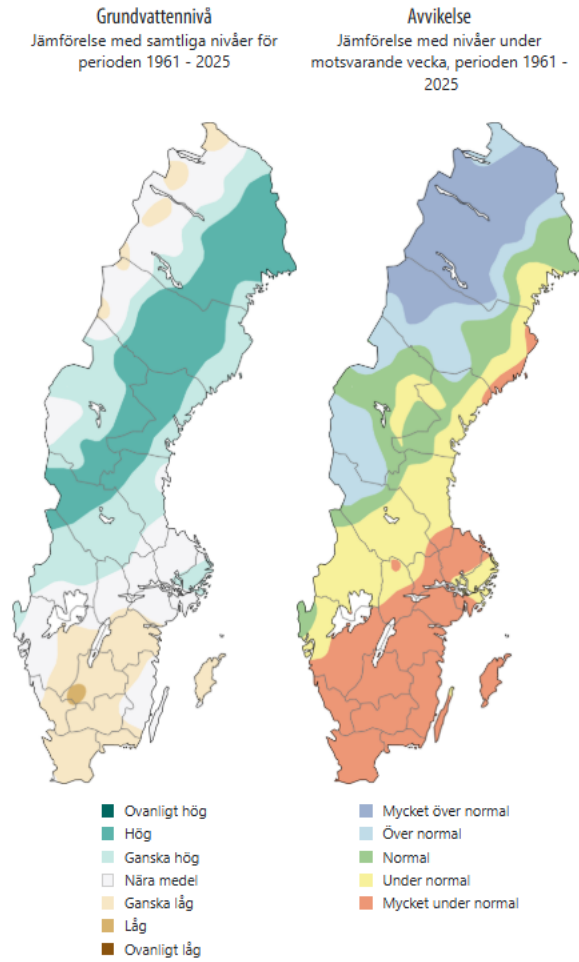 Grundvattennivå
Jämförelse med samtliga nivåer för
perioden 1961 - 2025
Avvikelse
Jämförelse med nivåer under
motsvarande vecka, perioden 1961 -
2025
Ovanligt hög
Hög
Ganska hög
Nära medel
Ganska låg
Låg
Ovanligt låg
Mycket över normal
Över normal
Normal
Under normal
Mycket under normal